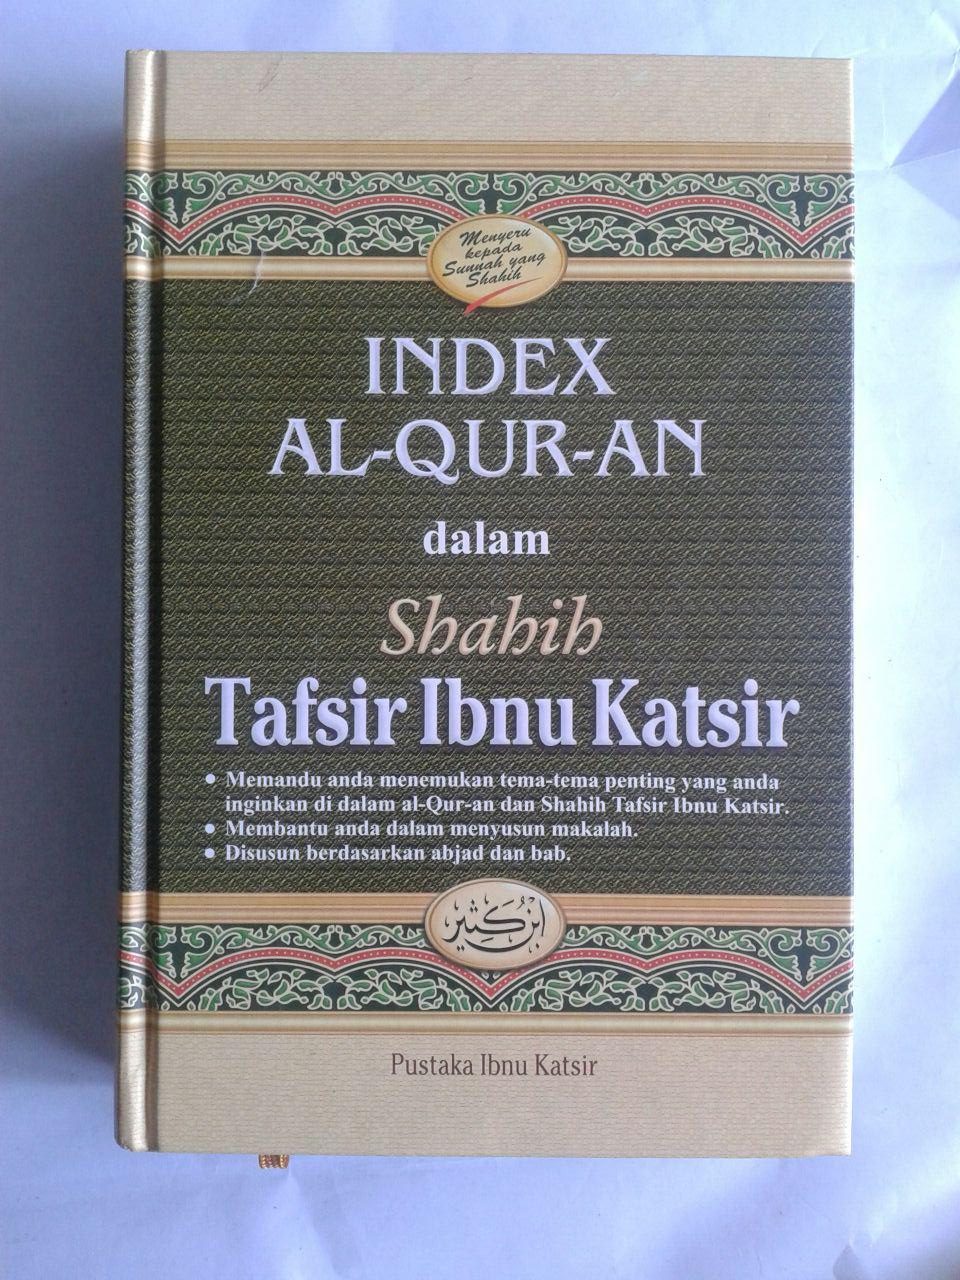 Menyeru
kepada
Sunnah yang
Shahih
INDEX
AL-QUR-AN
dalam
Shahih
Tafsir Ibnu Katsir
• Memandu anda menemukan tema-tema penting yang anda
inginkan di dalam al-Qur-an dan Shahih Tafsir Ibnu Katsir.
• Membantu anda dalam menyusun makalah.
• Disusun berdasarkan abjad dan bab.
ابْنُ كَثِيْر
Pustaka Ibnu Katsir